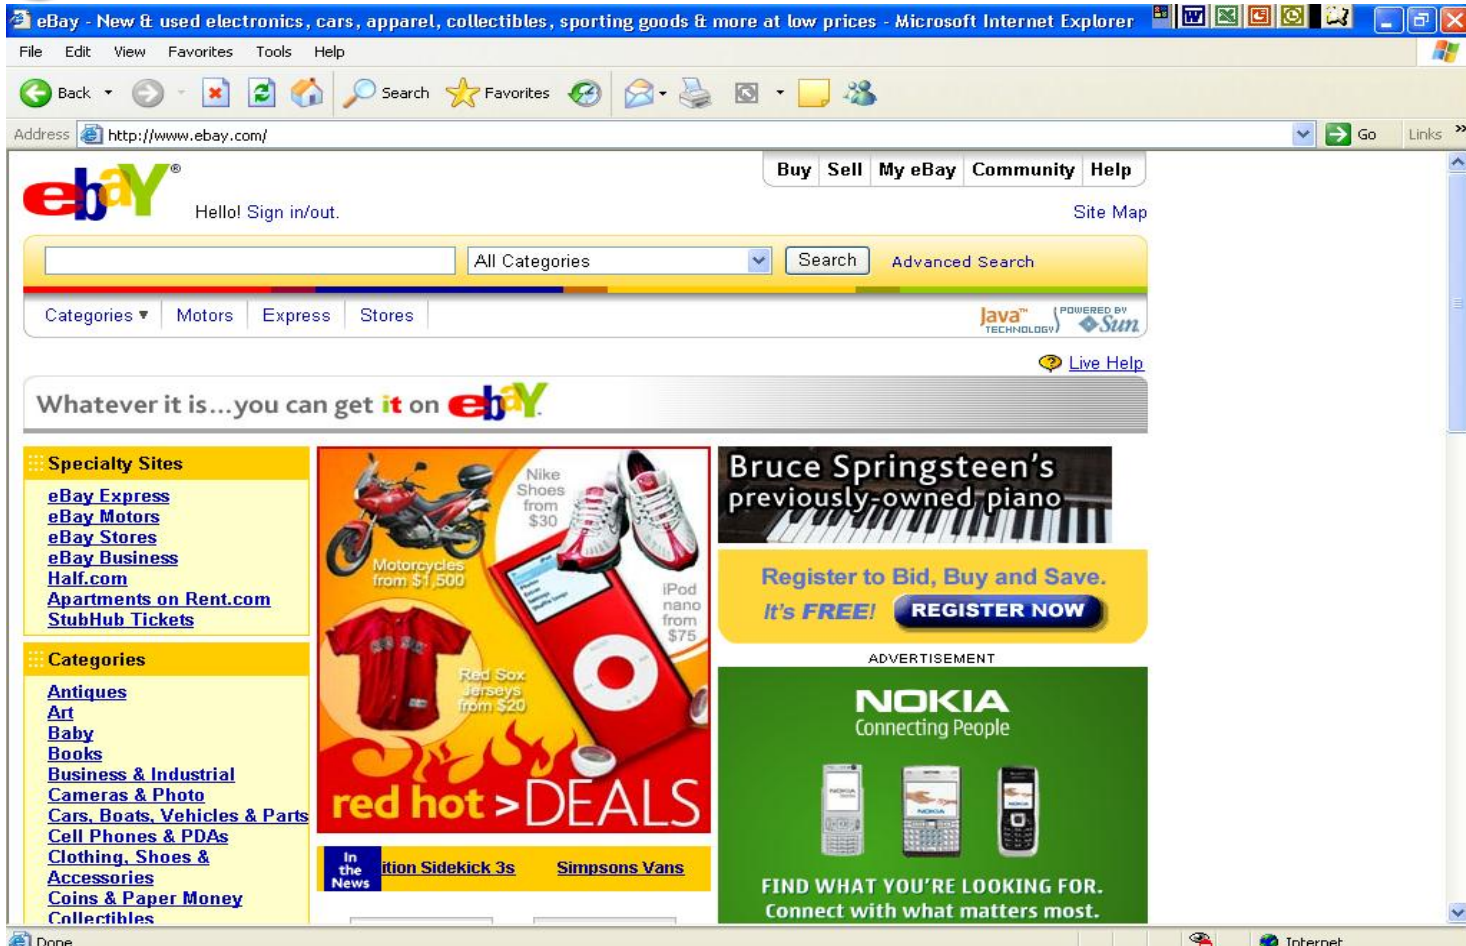 eBay - New & used electronics, cars, apparel, collectibles, sporting goods & more at low prices - Microsoft Internet Explorer
File Edit View Favorites Tools Help
Back Search Favorites
Address http://www.ebay.com/ Go Links »
ebay®
Buy Sell My eBay Community Help
Hello! Sign in/out.
Site Map
All Categories Search Advanced Search
Categories Motors Express Stores
Java™ TECHNOLOGY POWERED BY Sun
Live Help
Whatever it is...you can get it on ebay.
Specialty Sites
eBay Express
eBay Motors
eBay Stores
eBay Business
Half.com
Apartments on Rent.com
StubHub Tickets
Categories
Antiques
Art
Baby
Books
Business & Industrial
Cameras & Photo
Cars, Boats, Vehicles & Parts
Cell Phones & PDAs
Clothing, Shoes &
Accessories
Coins & Paper Money
Collectibles
Nike
Shoes
from
$30
Motorcycles
from $1,500
iPod
nano
from
$75
Red Sox
Jerseys
from $20
red hot >DEALS
In
the
News
ition Sidekick 3s Simpsons Vans
Bruce Springsteen's
previously-owned piano
Register to Bid, Buy and Save.
It's FREE! REGISTER NOW
ADVERTISEMENT
NOKIA
Connecting People
FIND WHAT YOU'RE LOOKING FOR.
Connect with what matters most.
Done Internet